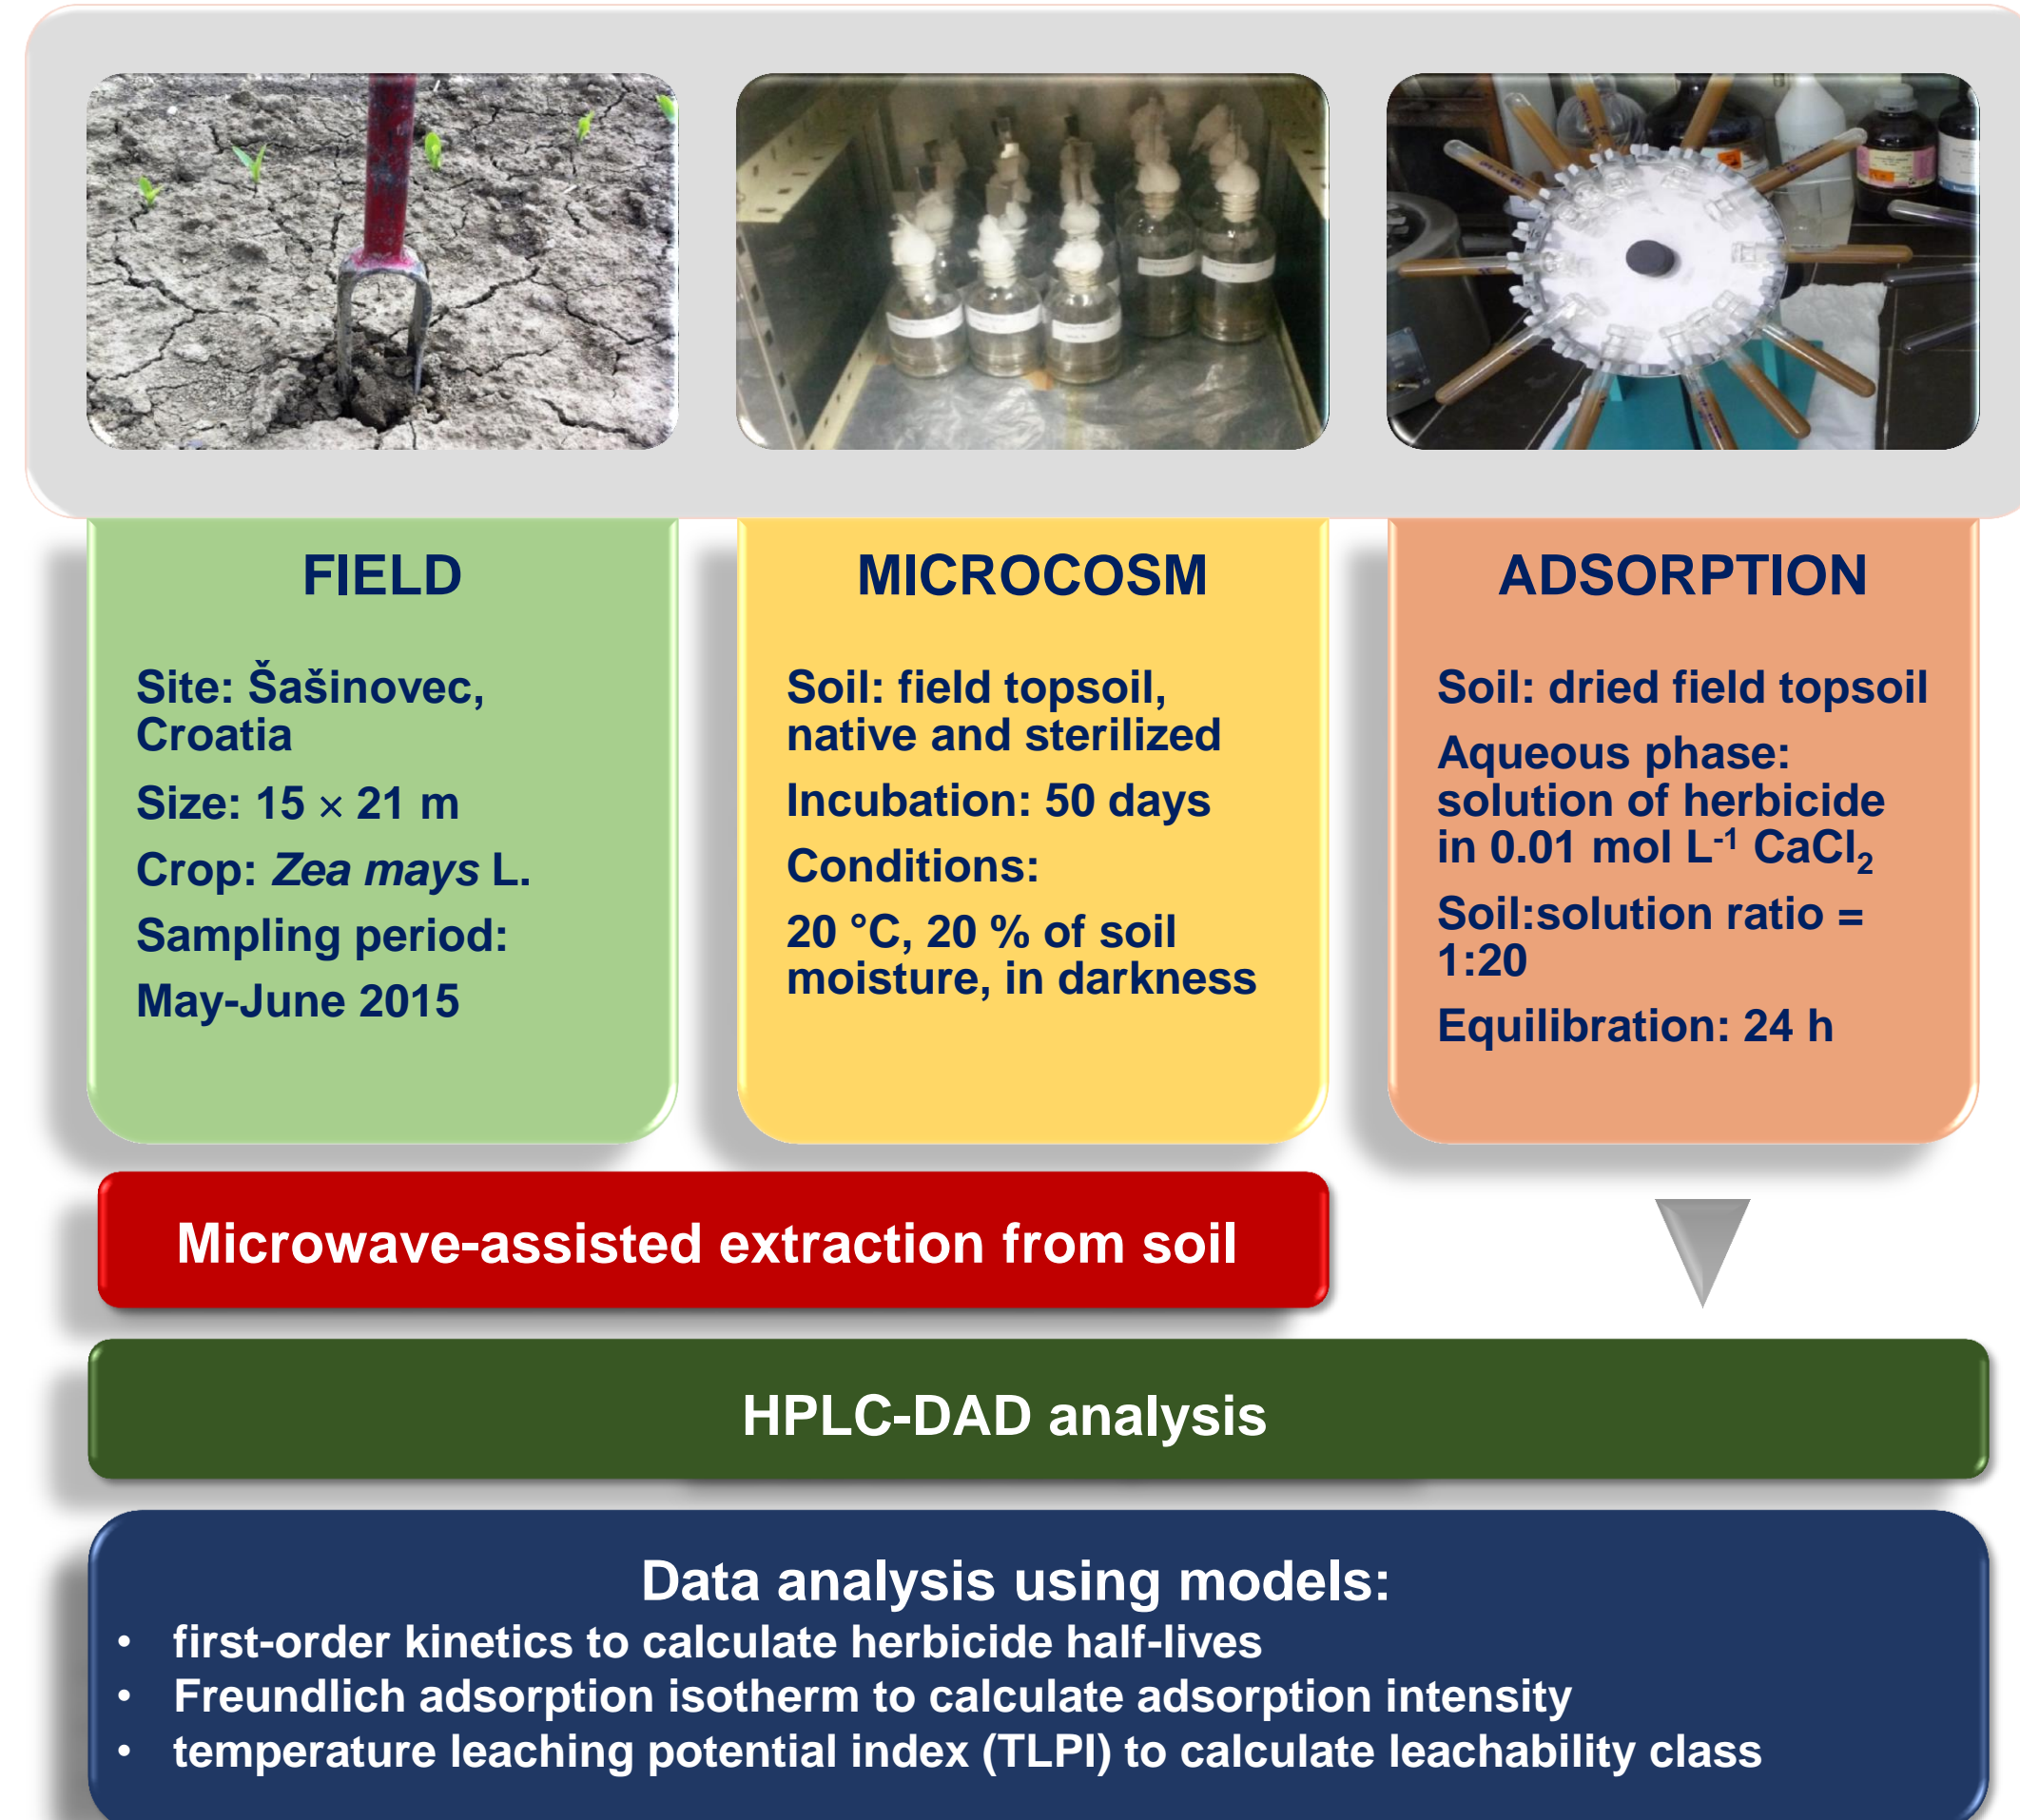 FIELD
Site: Šašinovec,
Croatia
Size: 15 × 21 m
Crop: Zea mays L.
Sampling period:
May-June 2015
MICROCOSM
Soil: field topsoil,
native and sterilized
Incubation: 50 days
Conditions:
20 °C, 20 % of soil
moisture, in darkness
ADSORPTION
Soil: dried field topsoil
Aqueous phase:
solution of herbicide
in 0.01 mol L⁻¹ CaCl₂
Soil:solution ratio =
1:20
Equilibration: 24 h
Microwave-assisted extraction from soil
HPLC-DAD analysis
Data analysis using models:
• first-order kinetics to calculate herbicide half-lives
• Freundlich adsorption isotherm to calculate adsorption intensity
• temperature leaching potential index (TLPI) to calculate leachability class